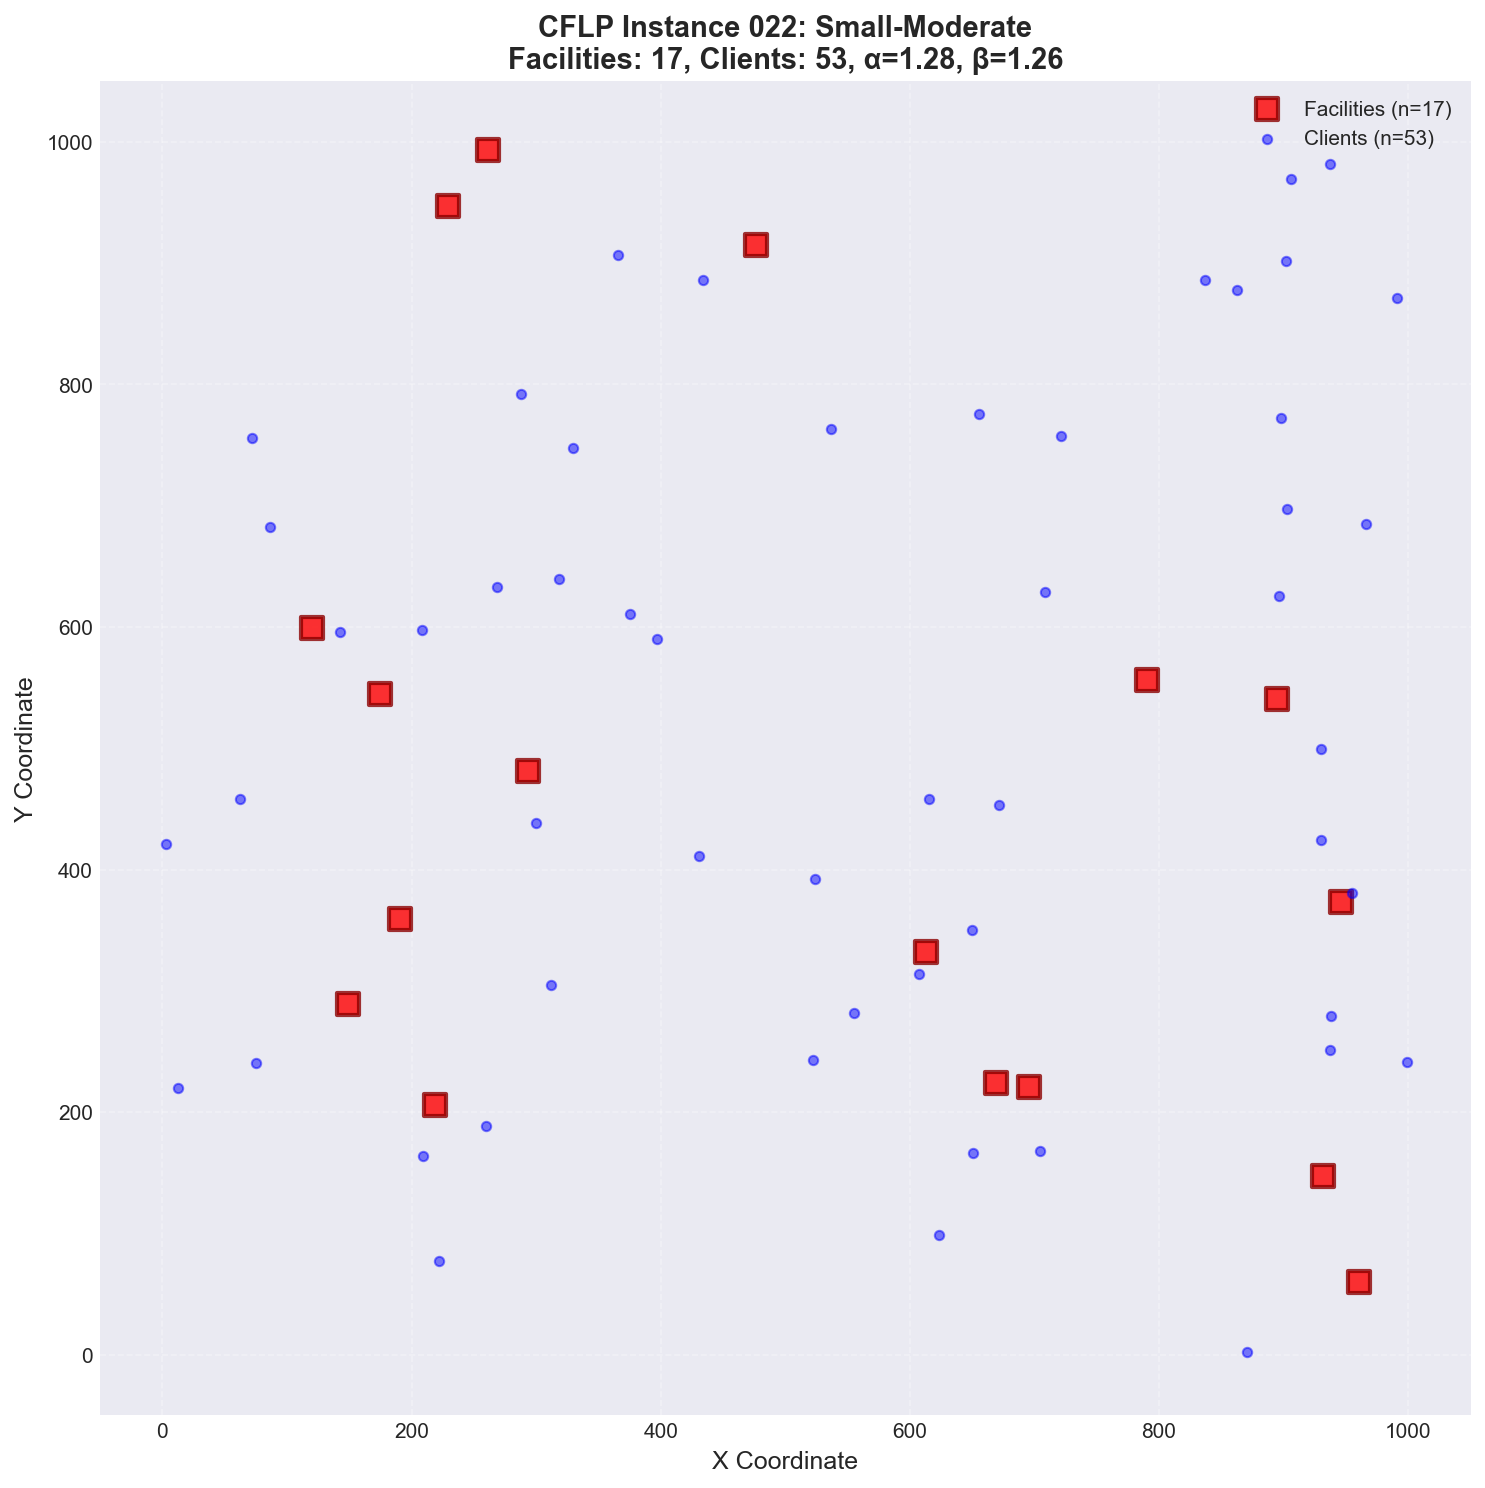 CFLP Instance 022: Small-Moderate
Facilities: 17, Clients: 53, α=1.28, β=1.26
Facilities (n=17)
Clients (n=53)
1000
800
600
400
200
0
Y Coordinate
0 200 400 600 800 1000
X Coordinate